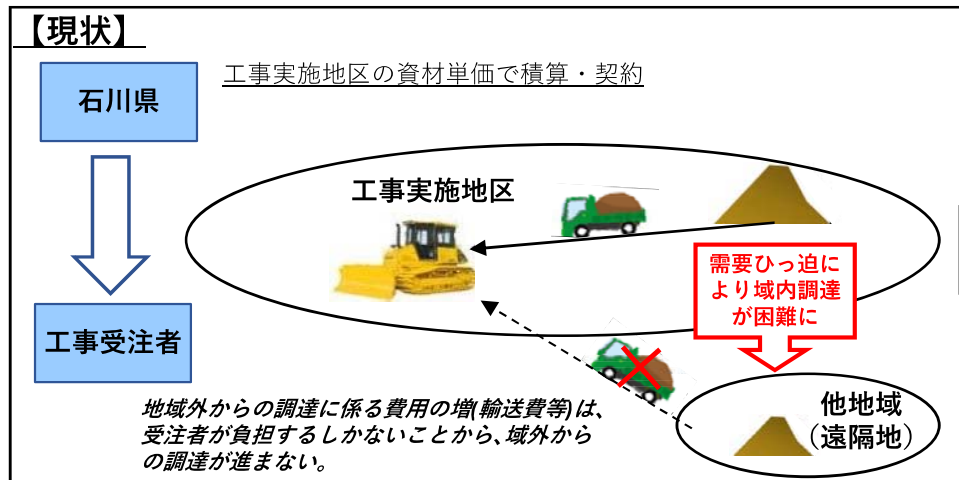 【現状】
石川県
工事実施地区の資材単価で積算・契約
工事実施地区
需要ひっ迫に
より域内調達
が困難に
工事受注者
他地域
（遠隔地）
地域外からの調達に係る費用の増(輸送費等)は、
受注者が負担するしかないことから、域外から
の調達が進まない。